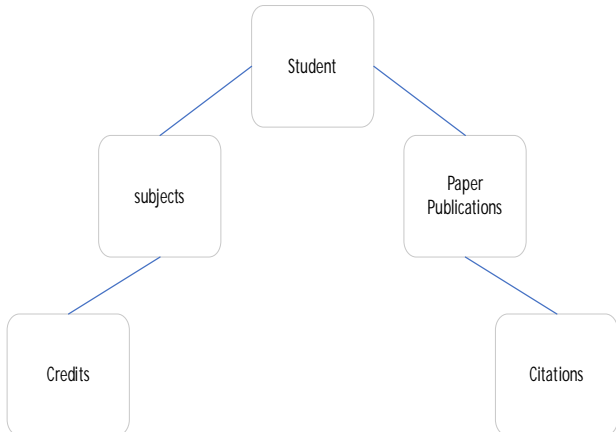 Student
subjects
Paper
Publications
Credits
Citations